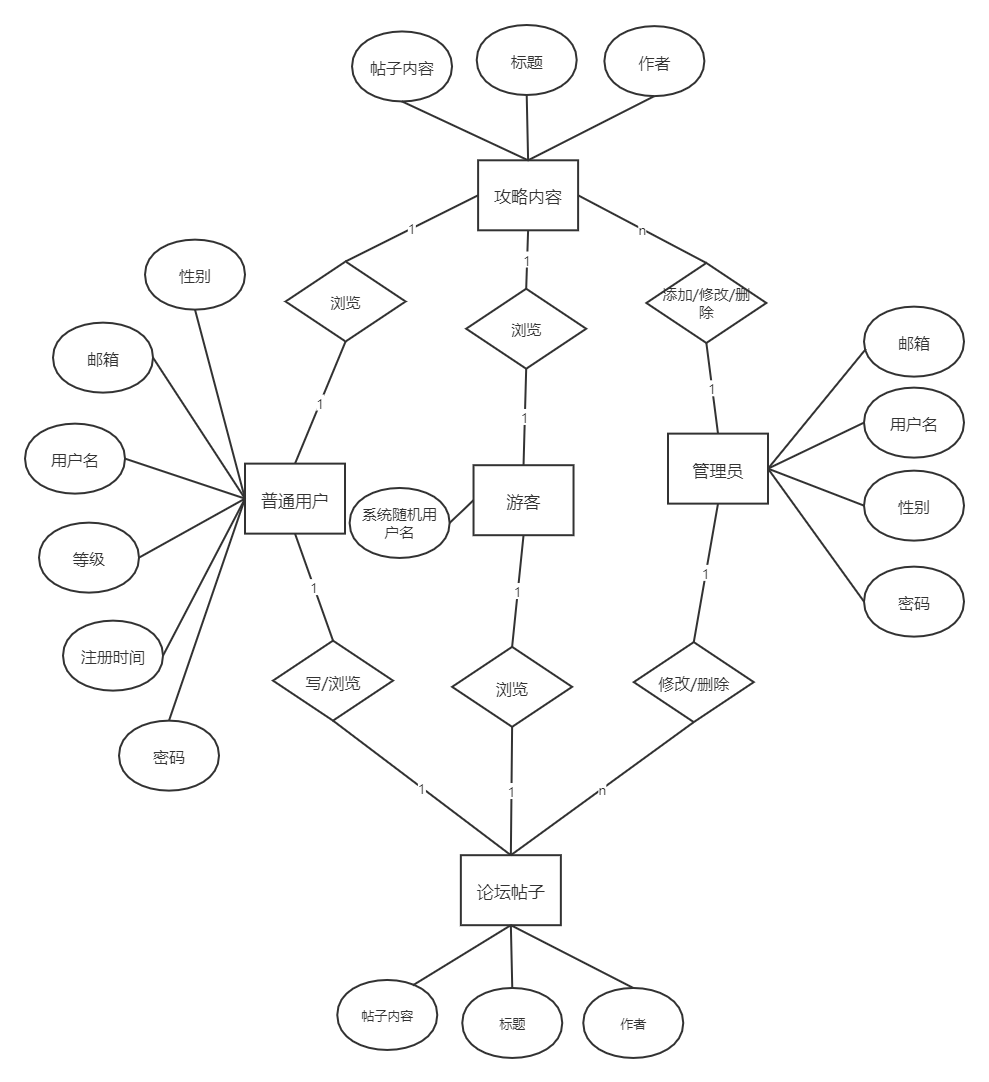 帖子内容
标题
作者
攻略内容
1
1
n
性别
浏览
浏览
添加/修改/删
除
邮箱
邮箱
1
1
1
用户名
用户名
普通用户
系统随机用
户名
游客
管理员
性别
等级
1
1
1
密码
注册时间
写/浏览
浏览
修改/删除
密码
1
1
n
论坛帖子
帖子内容
标题
作者